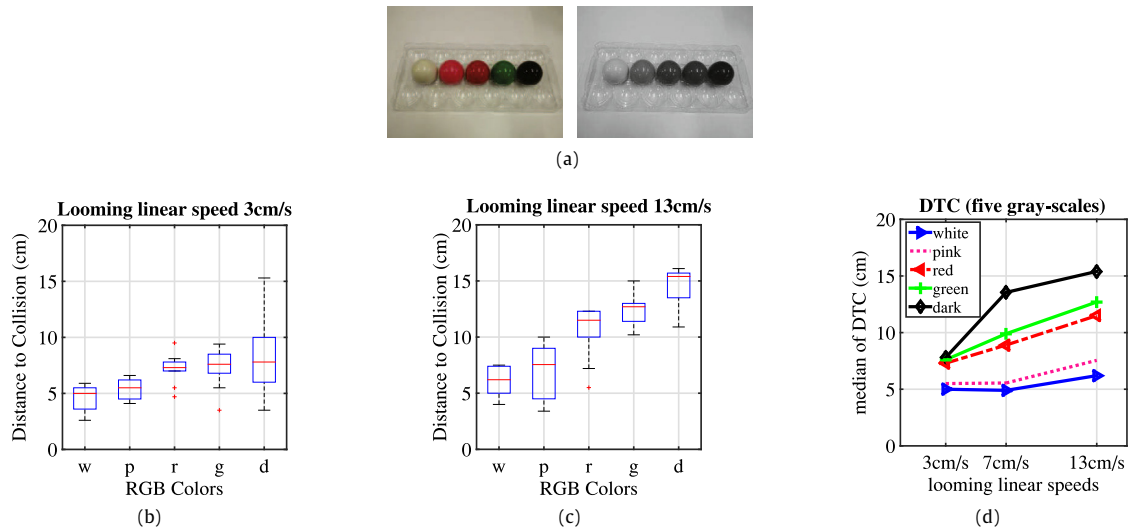 (a)
Looming linear speed 3cm/s
20
15
10
5
0
Distance to Collision (cm)
w p r g d
RGB Colors
(b)
Looming linear speed 13cm/s
20
15
10
5
0
Distance to Collision (cm)
w p r g d
RGB Colors
(c)
DTC (five gray-scales)
20
15
10
5
0
median of DTC (cm)
white
pink
red
green
dark
3cm/s 7cm/s 13cm/s
looming linear speeds
(d)